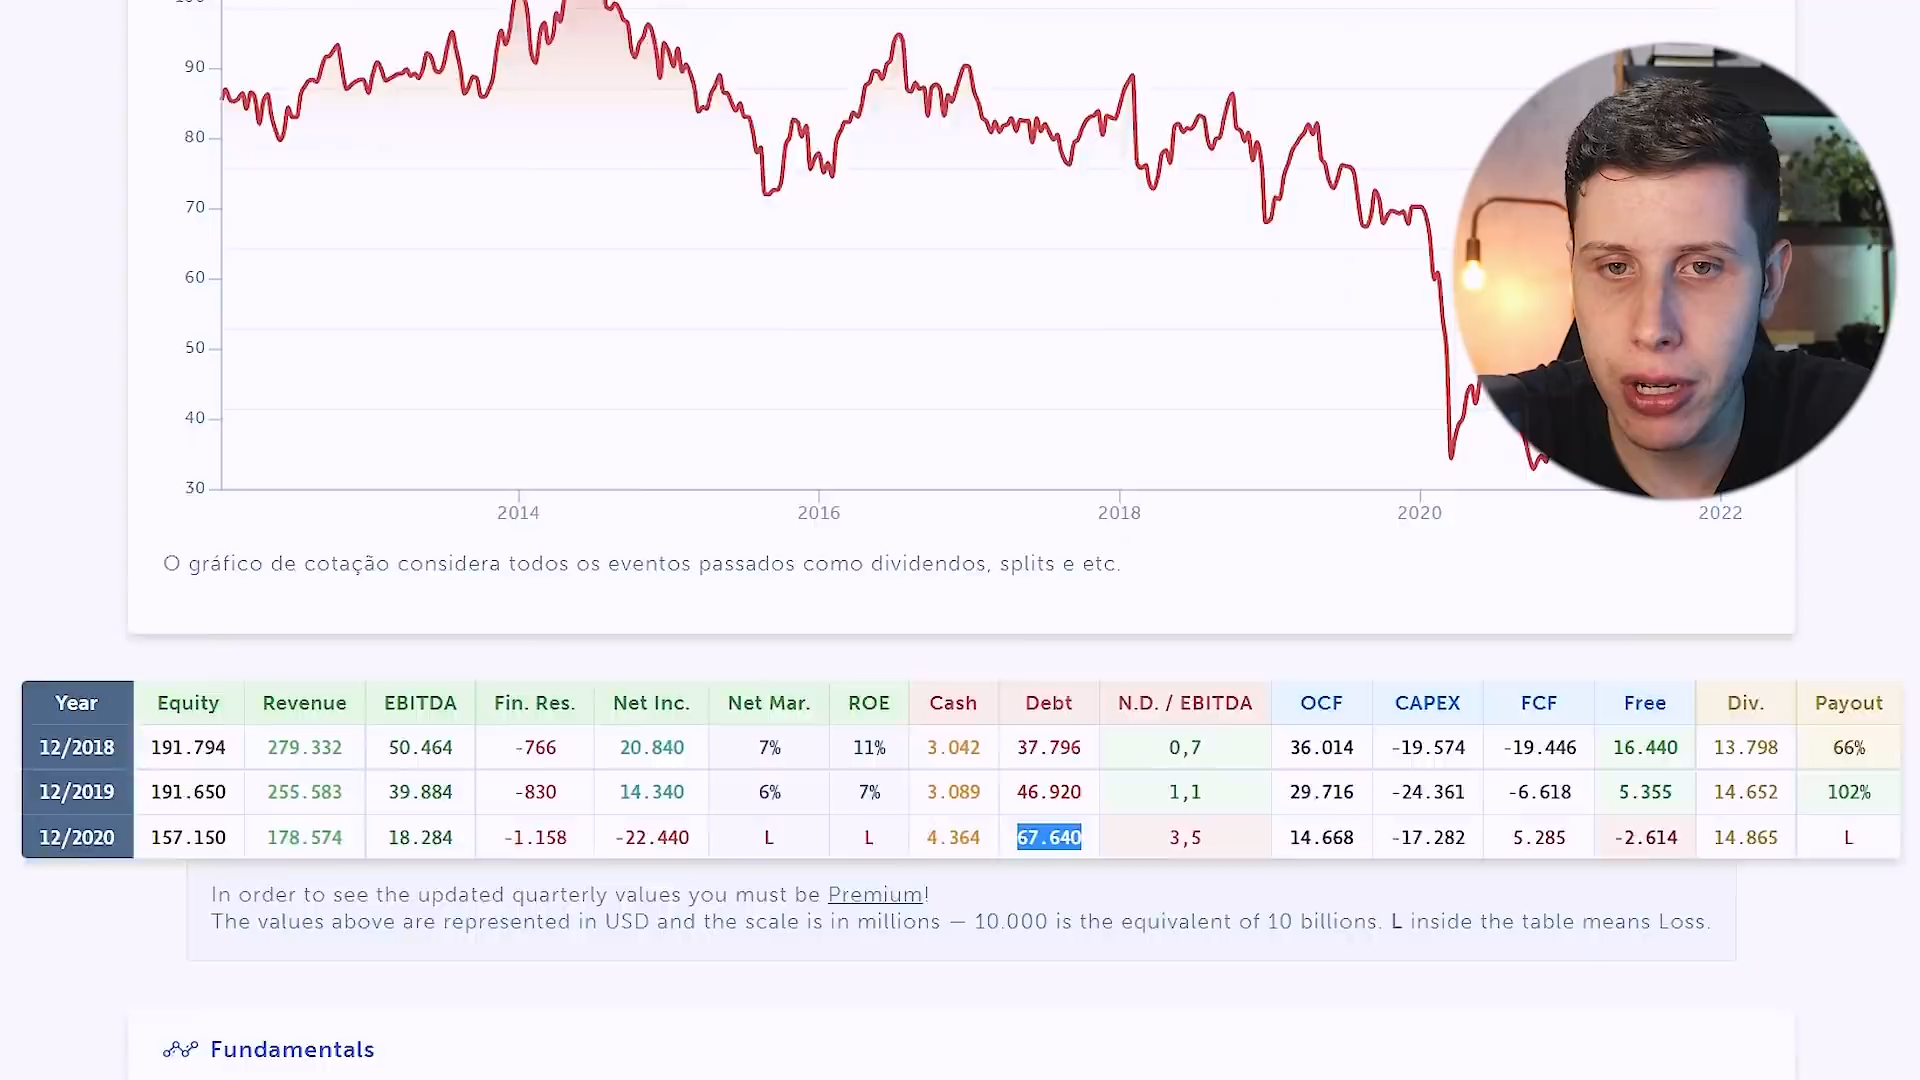 90
80
70
60
50
40
30
2014 2016 2018 2020 2022
O gráfico de cotação considera todos os eventos passados como dividendos, splits e etc.
Year Equity Revenue EBITDA Fin. Res. Net Inc. Net Mar. ROE Cash Debt N.D. / EBITDA OCF CAPEX FCF Free Div. Payout
12/2018 191.794 279.332 50.464 -766 20.840 7% 11% 3.042 37.796 0,7 36.014 -19.574 -19.446 16.440 13.798 66%
12/2019 191.650 255.583 39.884 -830 14.340 6% 7% 3.089 46.920 1,1 29.716 -24.361 -6.618 5.355 14.652 102%
12/2020 157.150 178.574 18.284 -1.158 -22.440 L L 4.364 67.640 3,5 14.668 -17.282 5.285 -2.614 14.865 L
In order to see the updated quarterly values you must be Premium!
The values above are represented in USD and the scale is in millions — 10.000 is the equivalent of 10 billions. L inside the table means Loss.
Fundamentals